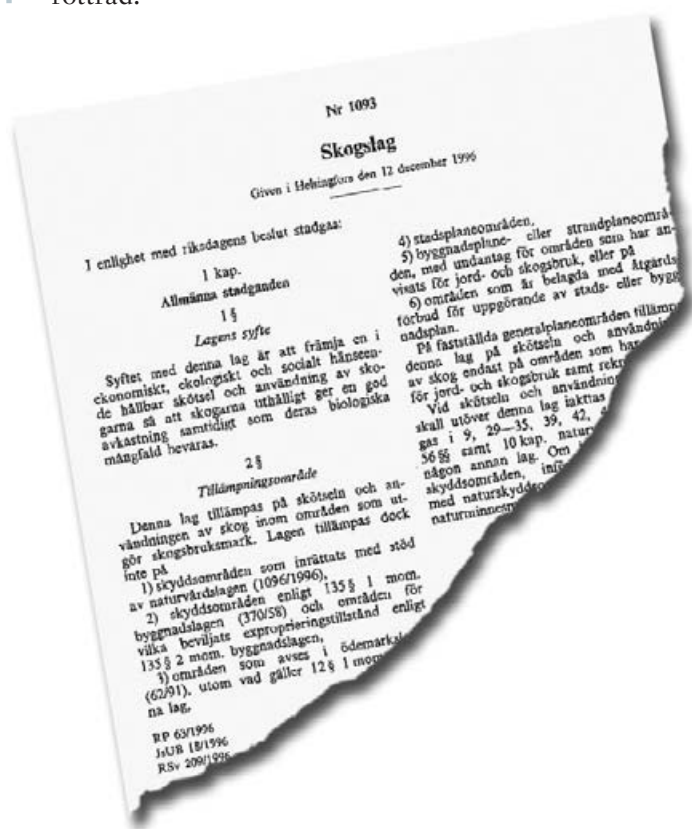 Nr 1093
Skogslag
Given i Helsingfors den 12 december 1996
I enlighet med riksdagens beslut stadgas:
1 kap.
Allmänna stadganden
1 §
Lagens syfte
Syftet med denna lag är att främja en i
ekonomiskt, ekologiskt och socialt hänseen-
de hållbar skötsel och användning av sko-
garna så att skogarna uthålligt ger en god
avkastning samtidigt som deras biologiska
mångfald bevaras.
2 §
Tillämpningsområde
Denna lag tillämpas på skötseln och an-
vändningen av skog inom områden som ut-
gör skogsbruksmark. Lagen tillämpas dock
inte på
1) skyddsområden som inrättats med stöd
av naturvårdslagen (1096/1996),
2) skyddsområden enligt 135 § 1 mom.
byggnadslagen (370/58) och områden för
vilka beviljats exproprieringstillstånd enligt
135 § 2 mom. byggnadslagen,
3) områden som avses i
(62/91), utom vad gäller 12 § 1 mom
na lag,
RP 63/1996
JsUB 18/1996
RSv 209/1996
4) stadsplaneområden,
5) byggnadsplane- eller strandplaneområ-
den, med undantag för områden som har an-
visats för jord- och skogsbruk, eller på
6) områden som är belagda med åtgärds-
förbud för uppgörande av stads- eller bygg
nadsplan.
På fastställda generalplaneområden tillämp
denna lag på skötseln och användni
av skog endast på områden som har
för jord- och skogsbruk samt rekr
Vid skötseln och användnin
skall utöver denna lag iakttas
gas i 9, 29—35, 39, 42,
56 §§ samt 10 kap. natur
någon annan lag. Om
skyddsområden,
med naturskydds
naturminnes